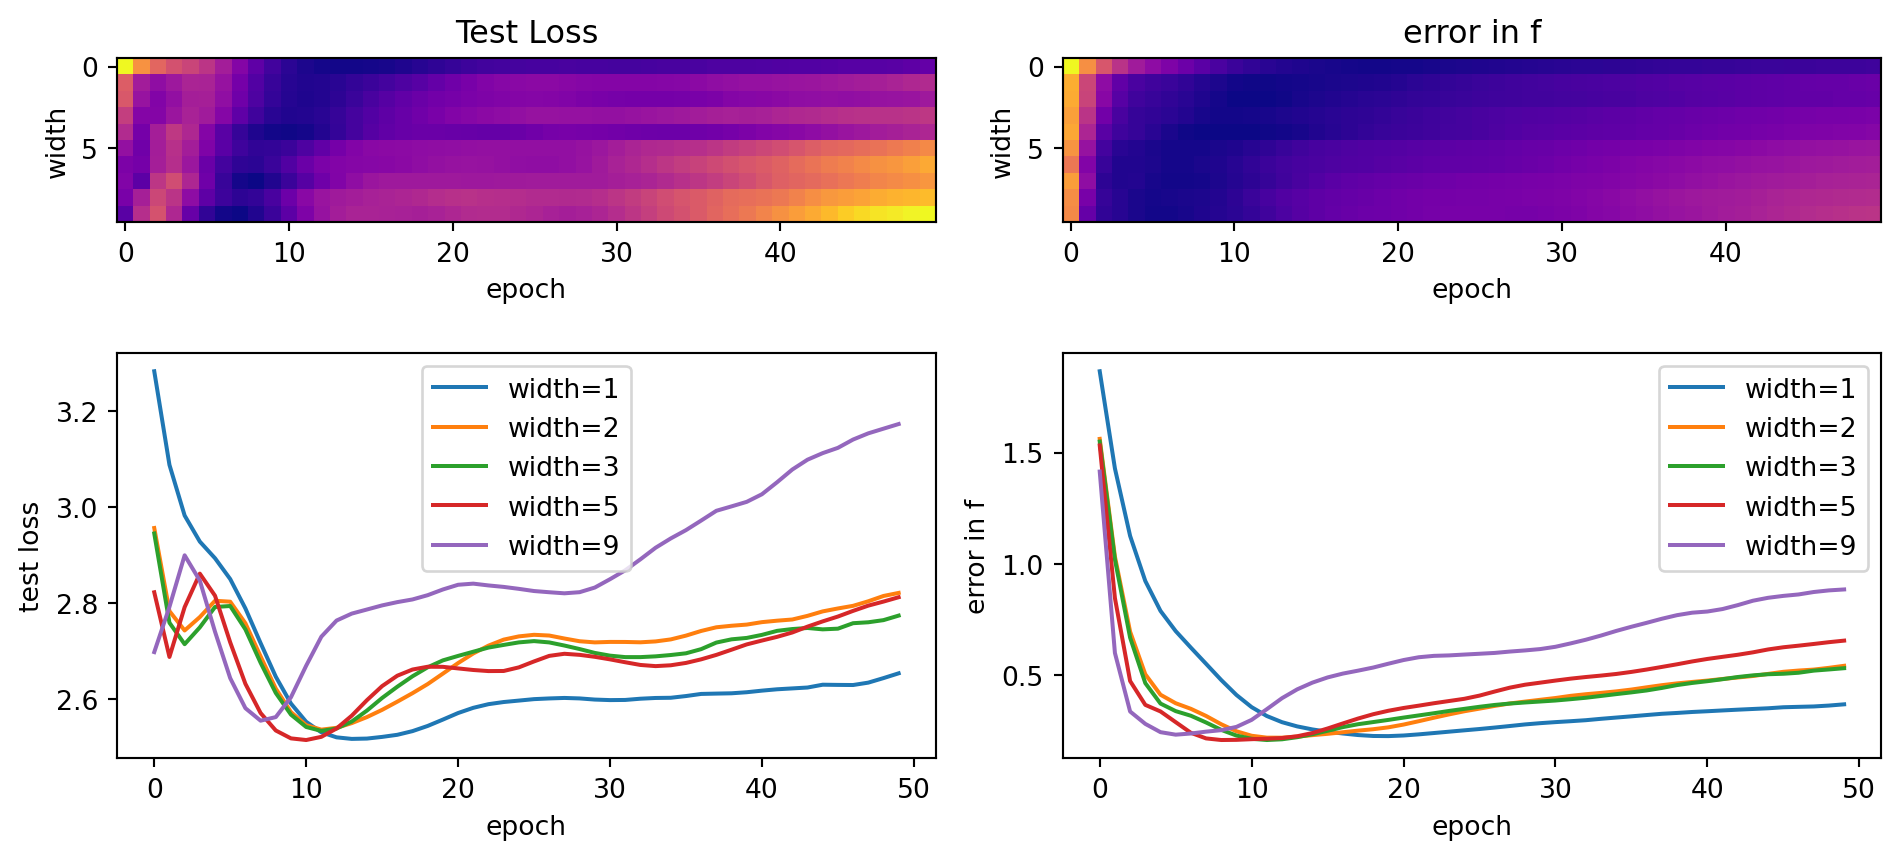 Test Loss
0
5
width
0
10
20
30
40
epoch
error in f
0
5
width
0
10
20
30
40
epoch
3.2
3.0
2.8
2.6
test loss
width=1
width=2
width=3
width=5
width=9
0
10
20
30
40
50
epoch
1.5
1.0
0.5
error in f
width=1
width=2
width=3
width=5
width=9
0
10
20
30
40
50
epoch